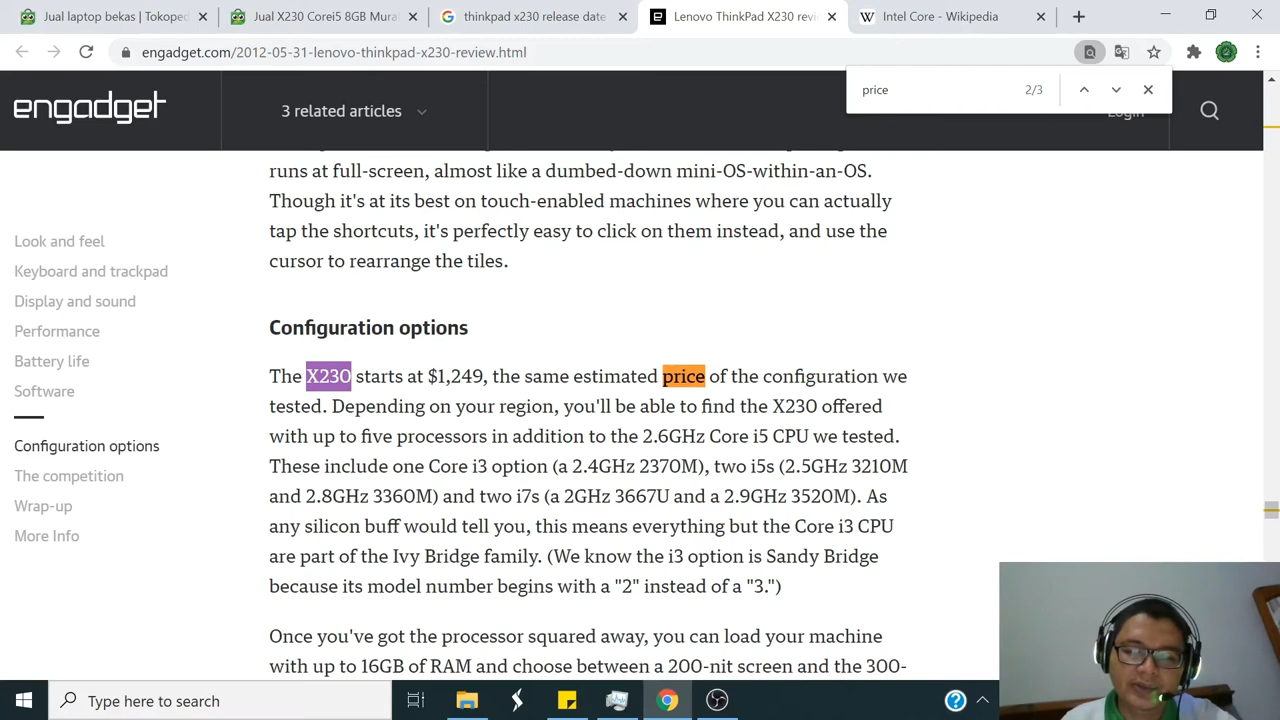 Jual laptop bekas | Tokoped
Jual X230 Corei5 8GB Mura
thinkpad x230 release date
Lenovo ThinkPad X230 revi
Intel Core - Wikipedia
engadget.com/2012-05-31-lenovo-thinkpad-x230-review.html
price 2/3
engadget
3 related articles
Login
runs at full-screen, almost like a dumbed-down mini-OS-within-an-OS.
Though it's at its best on touch-enabled machines where you can actually
tap the shortcuts, it's perfectly easy to click on them instead, and use the
cursor to rearrange the tiles.
Look and feel
Keyboard and trackpad
Display and sound
Performance
Battery life
Software
Configuration options
The competition
Wrap-up
More Info
Configuration options
The X230 starts at $1,249, the same estimated price of the configuration we
tested. Depending on your region, you'll be able to find the X230 offered
with up to five processors in addition to the 2.6GHz Core i5 CPU we tested.
These include one Core i3 option (a 2.4GHz 2370M), two i5s (2.5GHz 3210M
and 2.8GHz 3360M) and two i7s (a 2GHz 3667U and a 2.9GHz 3520M). As
any silicon buff would tell you, this means everything but the Core i3 CPU
are part of the Ivy Bridge family. (We know the i3 option is Sandy Bridge
because its model number begins with a "2" instead of a "3.")
Once you've got the processor squared away, you can load your machine
with up to 16GB of RAM and choose between a 200-nit screen and the 300-
Type here to search